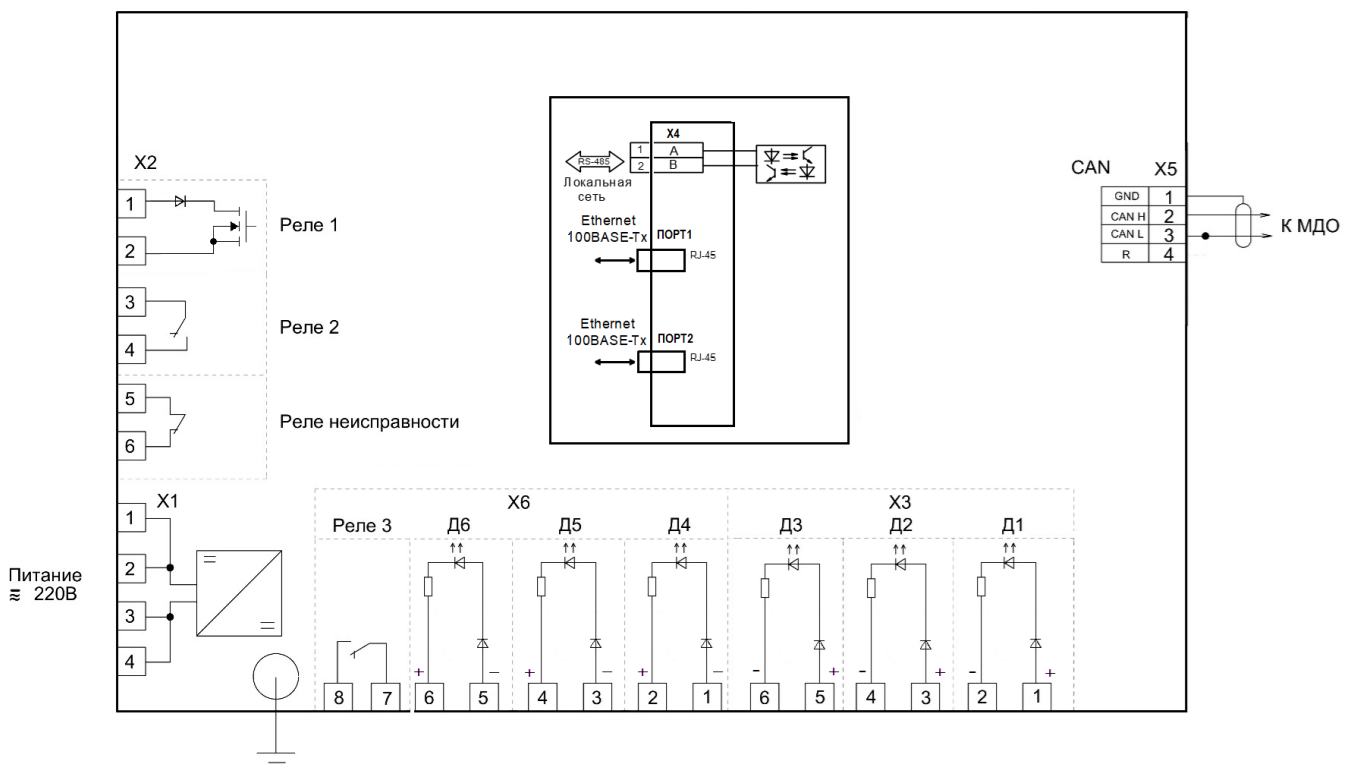 X2
1
Реле 1
2
3
Реле 2
4
5
Реле неисправности
6
X1
1
2
Питание
≂ 220В
3
4
X4
1 A
2 B
RS-485
Локальная
сеть
Ethernet
100BASE-Tx
ПОРТ1
RJ-45
Ethernet
100BASE-Tx
ПОРТ2
RJ-45
CAN X5
GND 1
CAN H 2
CAN L 3
R 4
К МДО
X6 X3
Реле 3 Д6 Д5 Д4 Д3 Д2 Д1
+ – + – + – - + - + - +
8 7 6 5 4 3 2 1 6 5 4 3 2 1